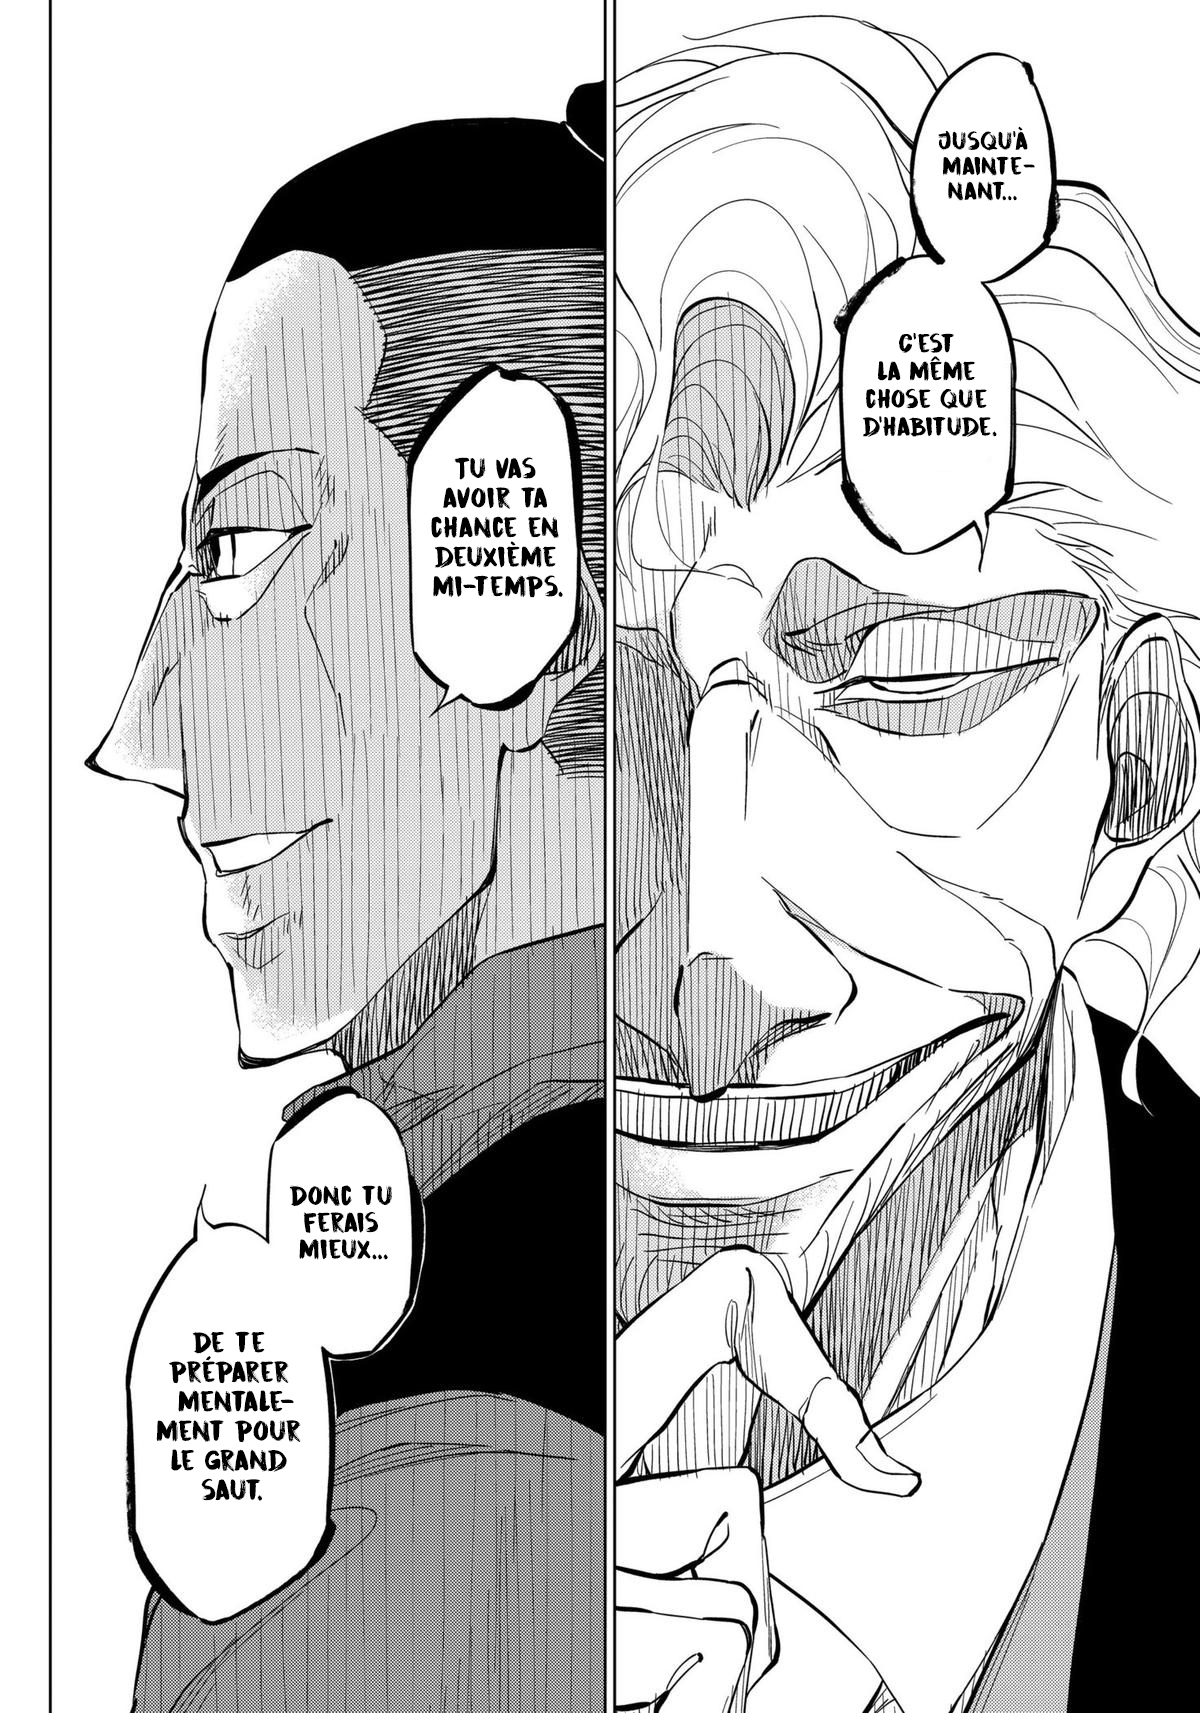 JUSQU'À
MAINTE-
NANT...
C'EST
LA MÊME
CHOSE QUE
D'HABITUDE.
TU VAS
AVOIR TA
CHANCE EN
DEUXIÈME
MI-TEMPS.
DONC TU
FERAIS
MIEUX...
DE TE
PRÉPARER
MENTALE-
MENT POUR
LE GRAND
SAUT.